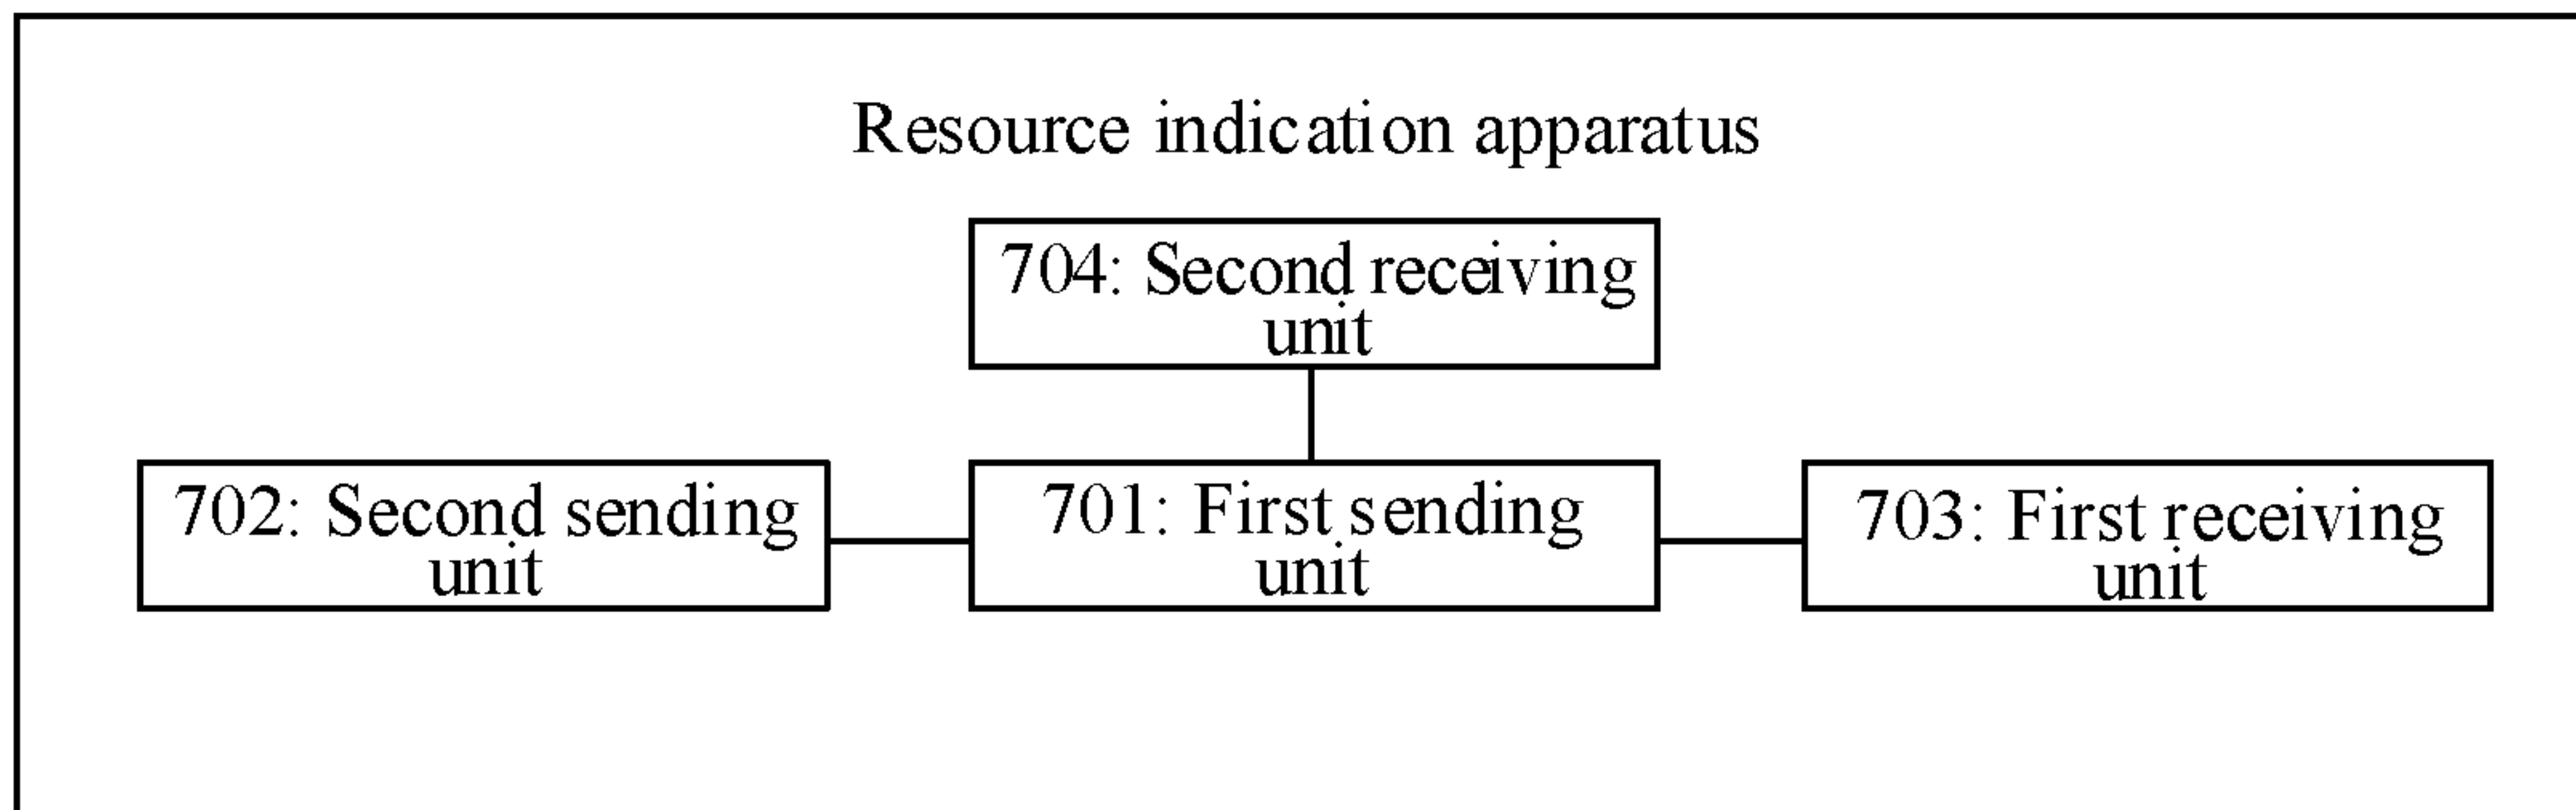 Resource indication apparatus
704: Second receiving
unit
702: Second sending
unit
701: First sending
unit
703: First receiving
unit